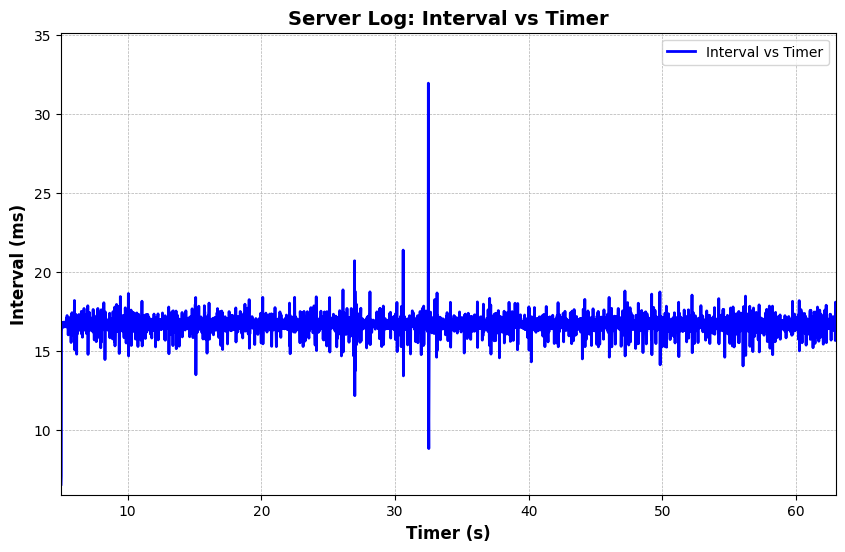 Server Log: Interval vs Timer
Interval vs Timer
35
30
25
20
15
10
Interval (ms)
10 20 30 40 50 60
Timer (s)